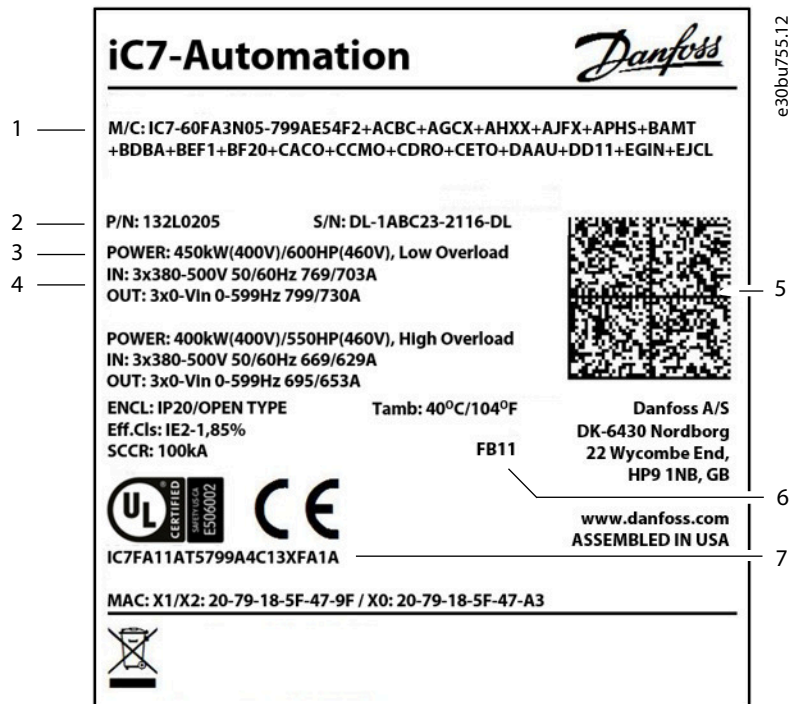 iC7-Automation
Danfoss
e30bu755.12
1
M/C: IC7-60FA3N05-799AE54F2+ACBC+AGCX+AHXX+AJFX+APHS+BAMT
+BDBA+BEF1+BF20+CACO+CCMO+CDRO+CETO+DAAU+DD11+EGIN+EJCL
2
P/N: 132L0205 S/N: DL-1ABC23-2116-DL
3
POWER: 450kW(400V)/600HP(460V), Low Overload
4
IN: 3x380-500V 50/60Hz 769/703A
OUT: 3x0-Vin 0-599Hz 799/730A
5
POWER: 400kW(400V)/550HP(460V), High Overload
IN: 3x380-500V 50/60Hz 669/629A
OUT: 3x0-Vin 0-599Hz 695/653A
ENCL: IP20/OPEN TYPE Tamb: 40⁰C/104⁰F Danfoss A/S
Eff.Cls: IE2-1,85% DK-6430 Nordborg
SCCR: 100kA FB11 22 Wycombe End,
HP9 1NB, GB
6
UL CERTIFIED SAFETY US CA E506002 CE
www.danfoss.com
ASSEMBLED IN USA
IC7FA11AT5799A4C13XFA1A
7
MAC: X1/X2: 20-79-18-5F-47-9F / X0: 20-79-18-5F-47-A3